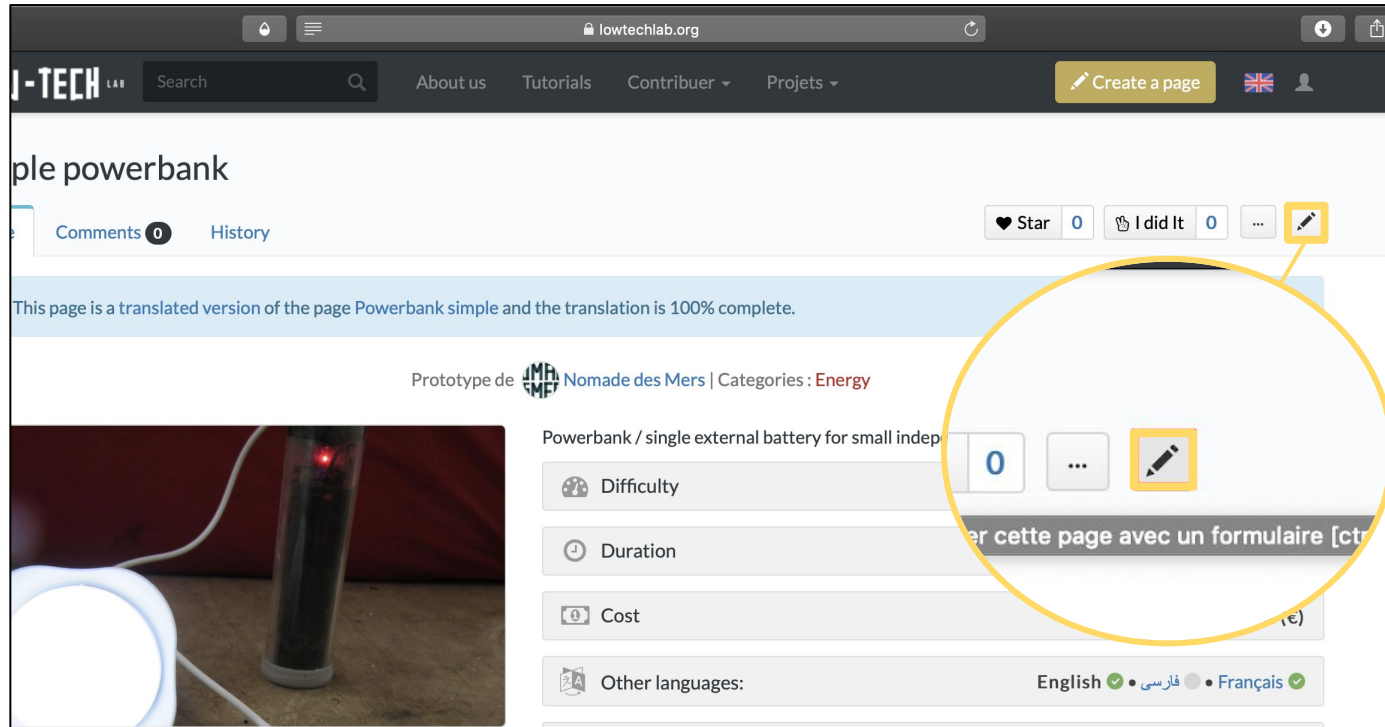 lowtechlab.org
-TECH LAB Search About us Tutorials Contribuer Projets Create a page
ple powerbank
Comments 0 History Star 0 I did It 0 ...
This page is a translated version of the page Powerbank simple and the translation is 100% complete.
Prototype de Nomade des Mers | Categories : Energy
Powerbank / single external battery for small indep
0 ...
Difficulty
er cette page avec un formulaire [ct
Duration
Cost (€)
Other languages: English • فارسی • Français